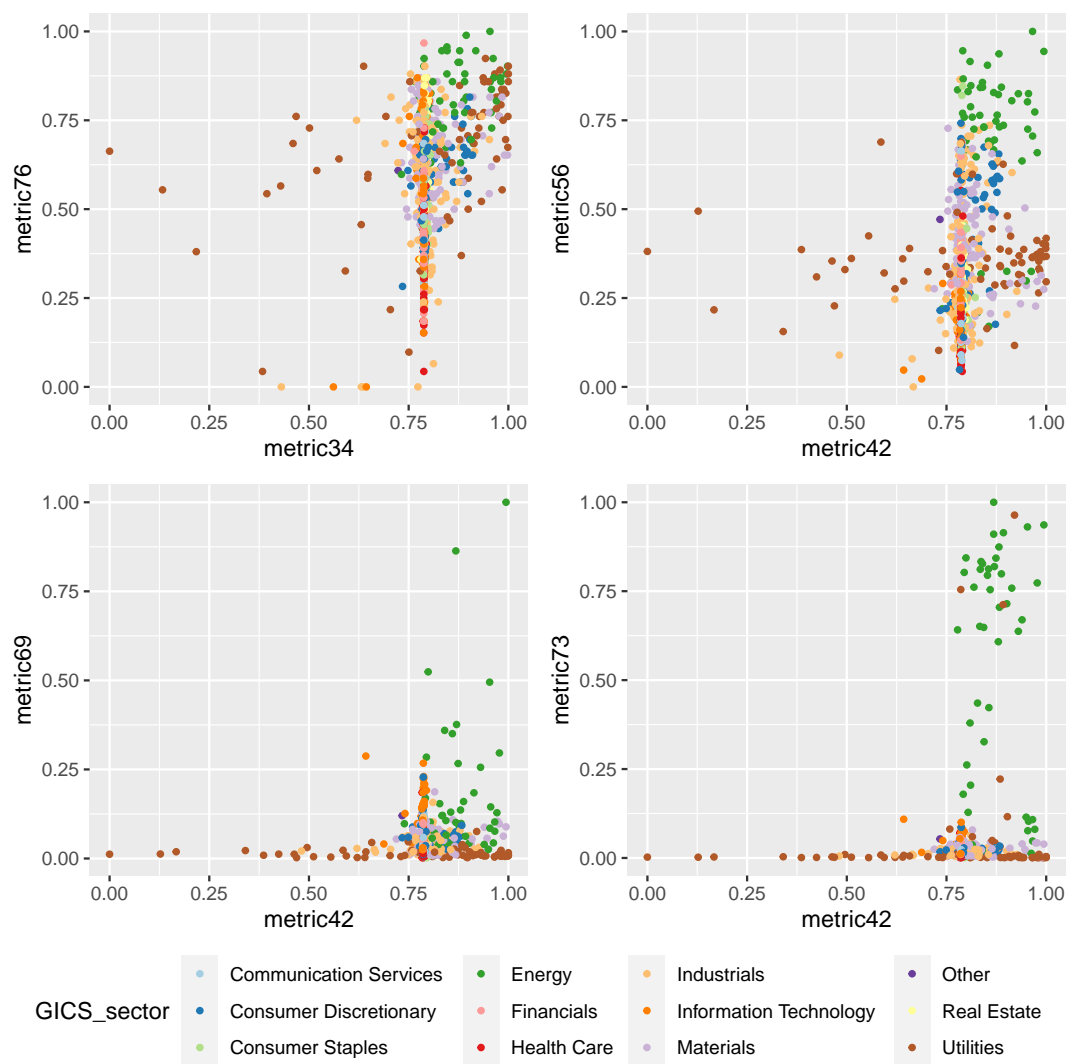 1.00
0.75
0.50
0.25
0.00
metric76
0.00 0.25 0.50 0.75 1.00
metric34
1.00
0.75
0.50
0.25
0.00
metric56
0.00 0.25 0.50 0.75 1.00
metric42
1.00
0.75
0.50
0.25
0.00
metric69
0.00 0.25 0.50 0.75 1.00
metric42
1.00
0.75
0.50
0.25
0.00
metric73
0.00 0.25 0.50 0.75 1.00
metric42
GICS_sector
Communication Services
Consumer Discretionary
Consumer Staples
Energy
Financials
Health Care
Industrials
Information Technology
Materials
Other
Real Estate
Utilities